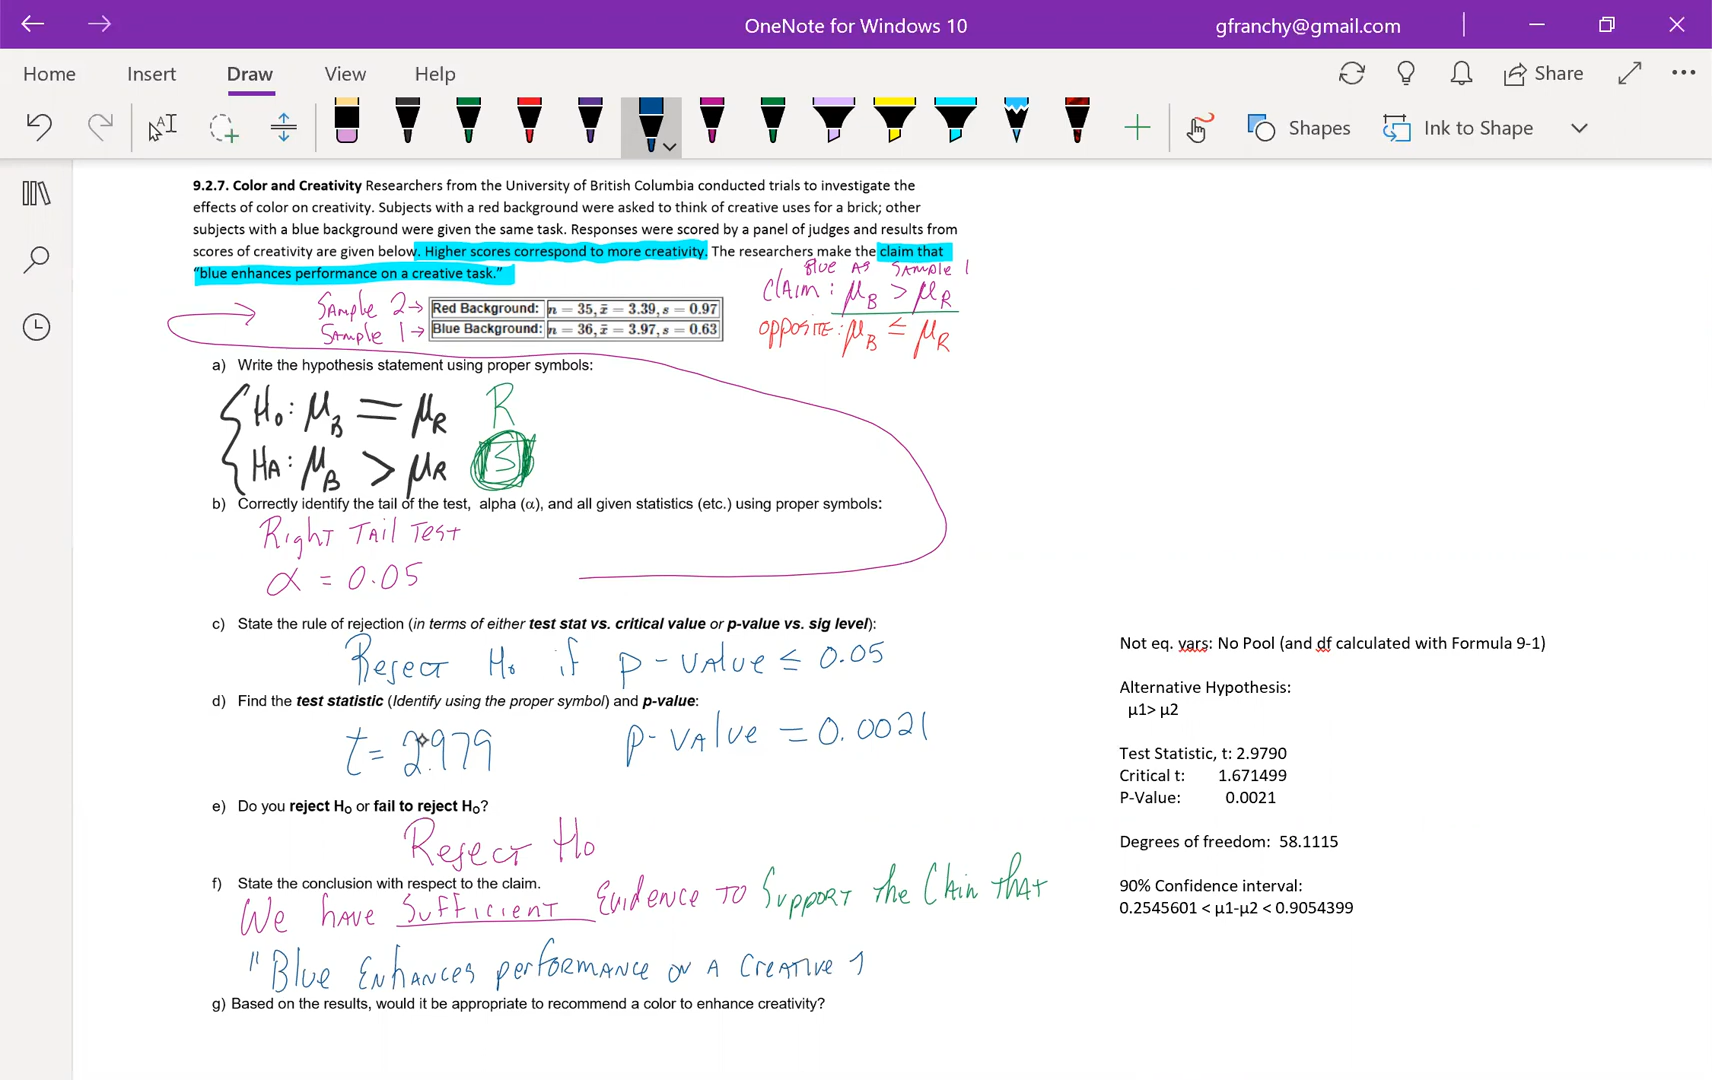 OneNote for Windows 10
gfranchy@gmail.com
Home Insert Draw View Help
Share
Shapes Ink to Shape
9.2.7. Color and Creativity Researchers from the University of British Columbia conducted trials to investigate the
effects of color on creativity. Subjects with a red background were asked to think of creative uses for a brick; other
subjects with a blue background were given the same task. Responses were scored by a panel of judges and results from
scores of creativity are given below. Higher scores correspond to more creativity. The researchers make the claim that
“blue enhances performance on a creative task.”
Blue As Sample 1
Claim: μB > μR
Opposite: μB ≤ μR
Sample 2→ Red Background: n = 35, x̄ = 3.39, s = 0.97
Sample 1→ Blue Background: n = 36, x̄ = 3.97, s = 0.63
a) Write the hypothesis statement using proper symbols:
Ho: μB = μR R
HA: μB > μR S
b) Correctly identify the tail of the test, alpha (α), and all given statistics (etc.) using proper symbols:
Right Tail Test
α = 0.05
c) State the rule of rejection (in terms of either test stat vs. critical value or p-value vs. sig level):
Reject Ho if p-value ≤ 0.05
d) Find the test statistic (Identify using the proper symbol) and p-value:
t = 2.979 p-value = 0.0021
e) Do you reject Ho or fail to reject Ho?
Reject Ho
f) State the conclusion with respect to the claim.
We have sufficient Evidence to Support the Claim that
"Blue Enhances performance on a Creative
g) Based on the results, would it be appropriate to recommend a color to enhance creativity?
Not eq. vars: No Pool (and df calculated with Formula 9-1)
Alternative Hypothesis:
μ1> μ2
Test Statistic, t: 2.9790
Critical t: 1.671499
P-Value: 0.0021
Degrees of freedom: 58.1115
90% Confidence interval:
0.2545601 < μ1-μ2 < 0.9054399